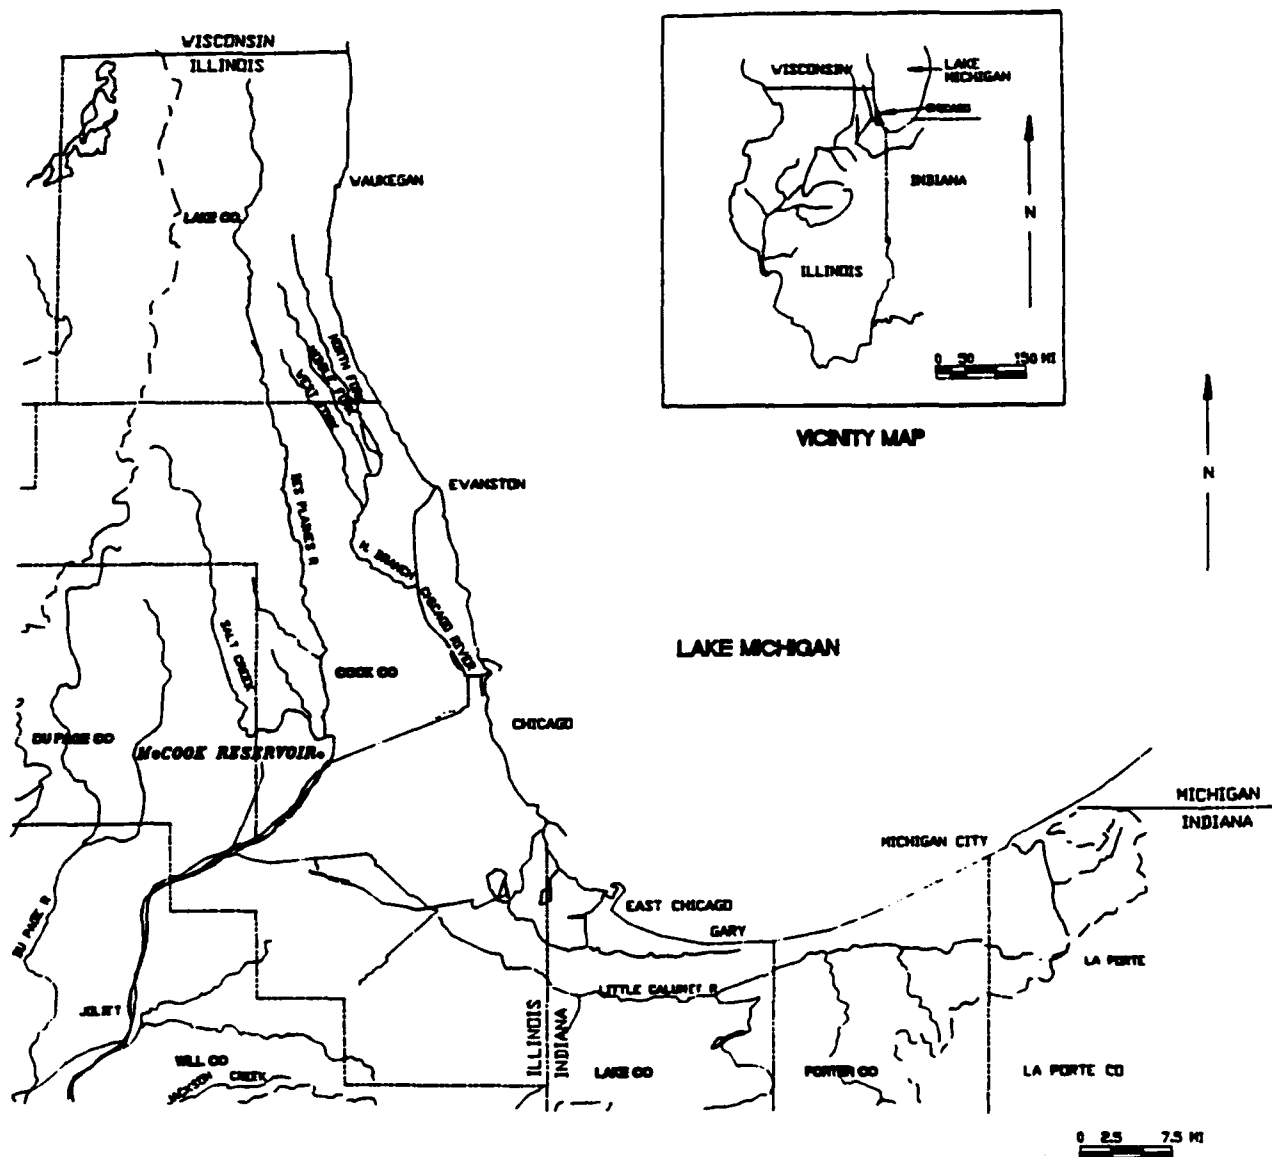 WISCONSIN
ILLINOIS
WAUKEGAN
LAKE CO.
NORTH FORK
MIDDLE FORK
WEST FORK
EVANSTON
DES PLAINES R
N. BRANCH CHICAGO RIVER
SALT CREEK
COOK CO
LAKE MICHIGAN
CHICAGO
DU PAGE CO
McCOOK RESERVOIR
MICHIGAN
INDIANA
MICHIGAN CITY
EAST CHICAGO
GARY
DU PAGE R
LA PORTE
LITTLE CALUMET R
JOLIET
ILLINOIS
INDIANA
WILL CO
JACKSON CREEK
LAKE CO
PORTER CO
LA PORTE CO
0 2.5 7.5 MI
WISCONSIN
LAKE
MICHIGAN
CHICAGO
INDIANA
N
ILLINOIS
0 50 150 MI
VICINITY MAP
N